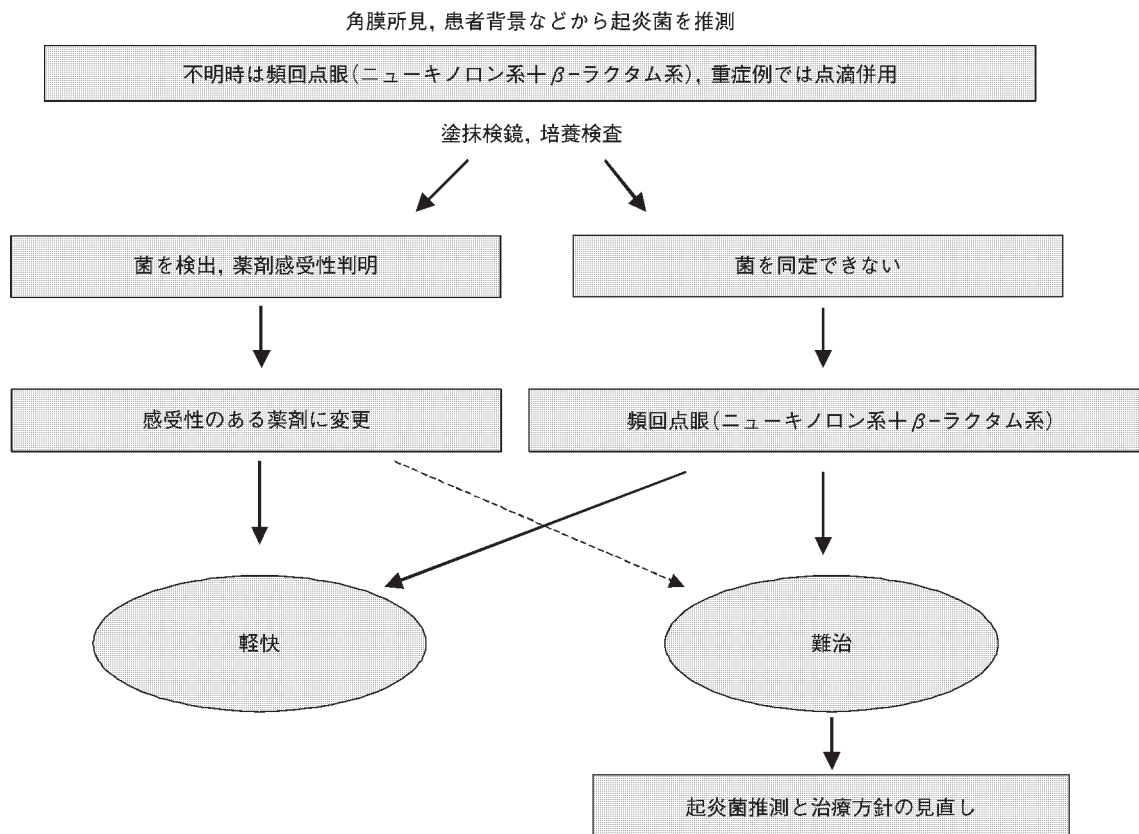 角膜所見, 患者背景などから起炎菌を推測
不明時は頻回点眼(ニューキノロン系＋β-ラクタム系), 重症例では点滴併用
塗抹検鏡, 培養検査
菌を検出, 薬剤感受性判明
菌を同定できない
感受性のある薬剤に変更
頻回点眼(ニューキノロン系＋β-ラクタム系)
軽快
難治
起炎菌推測と治療方針の見直し